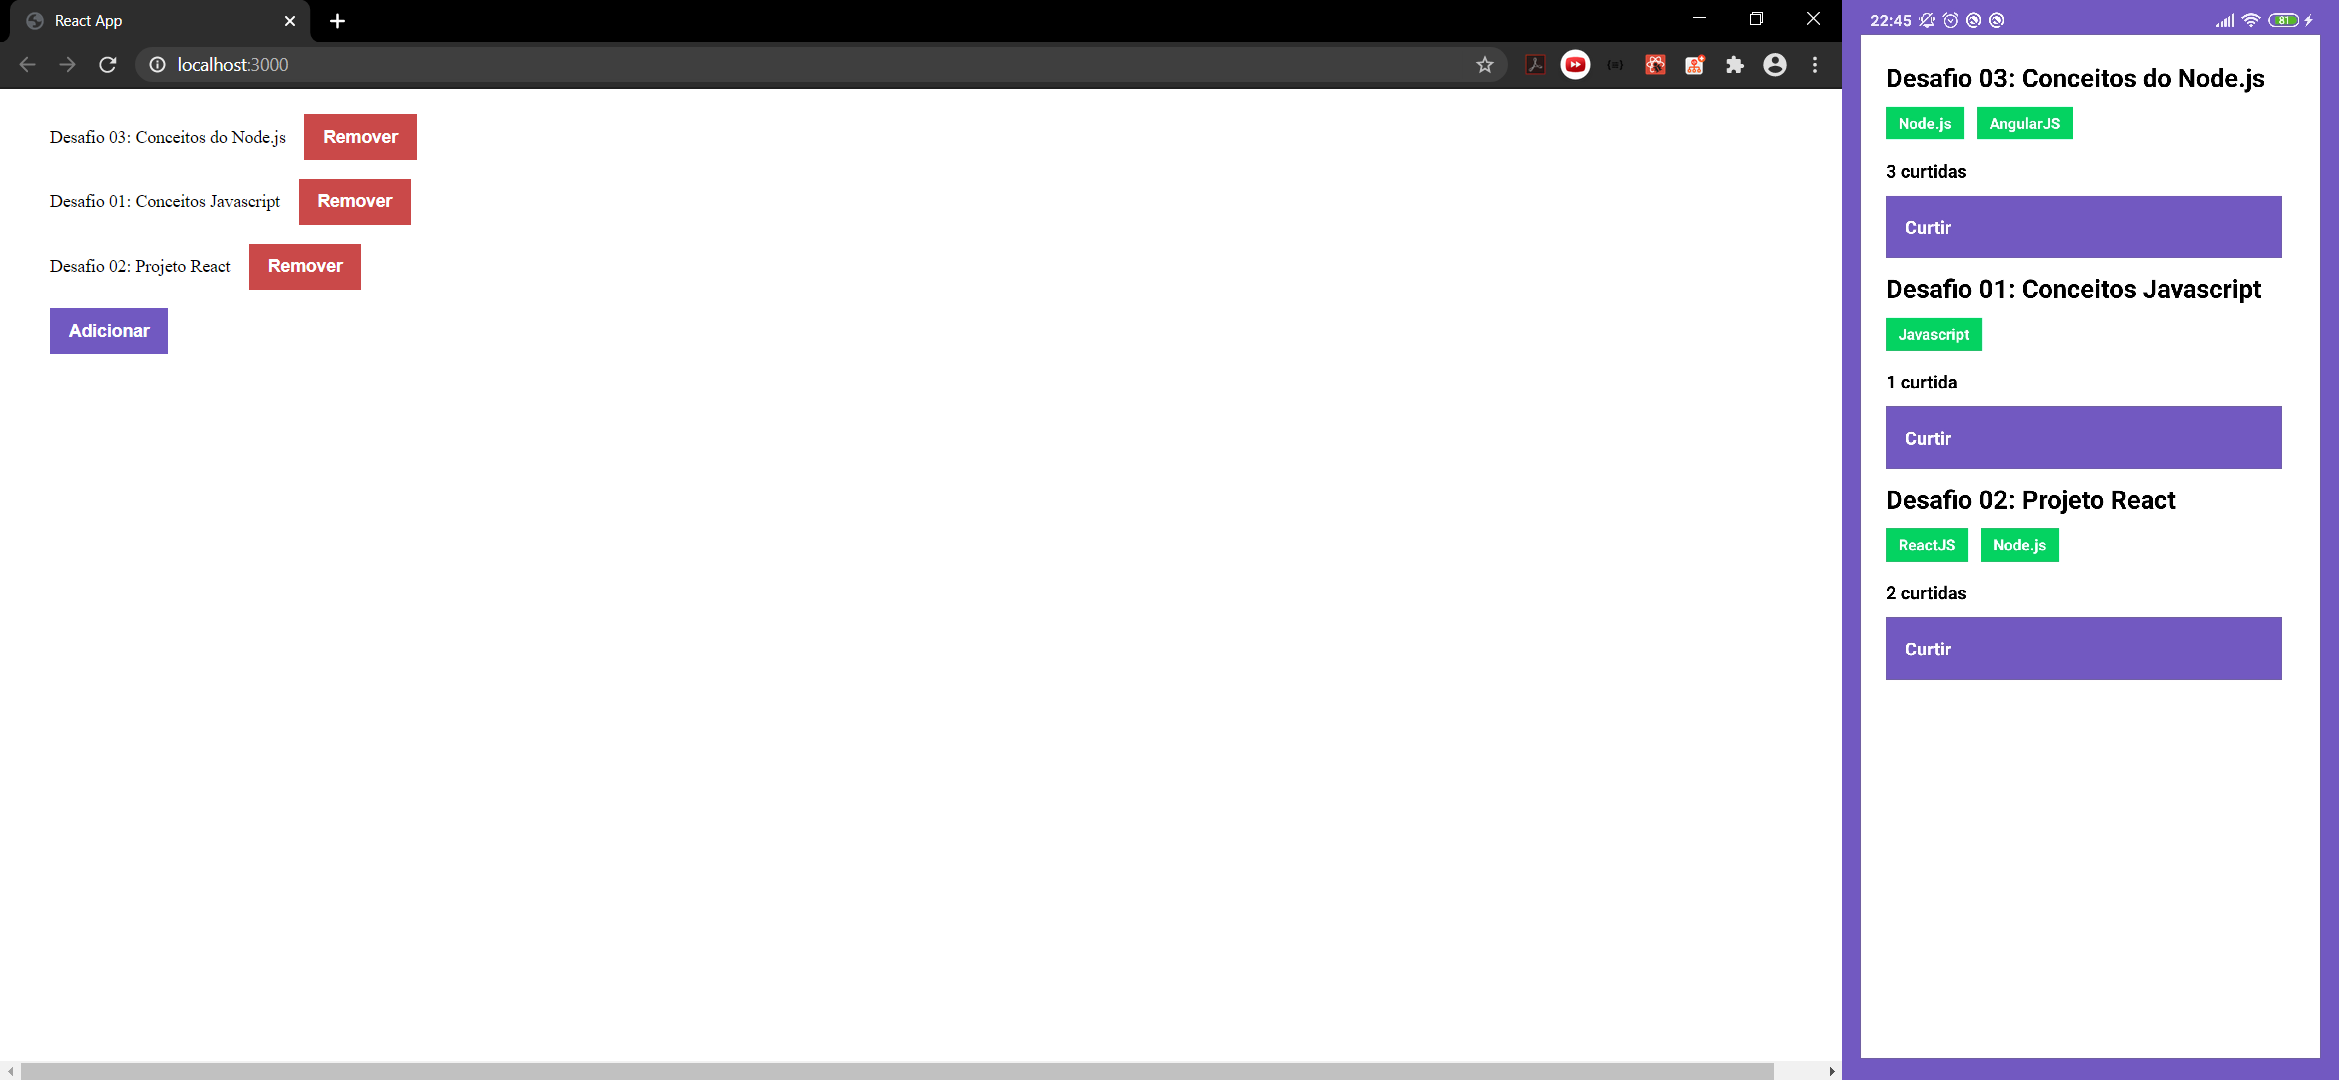 React App
localhost:3000
Desafio 03: Conceitos do Node.js Remover
Desafio 01: Conceitos Javascript Remover
Desafio 02: Projeto React Remover
Adicionar
22:45 81
Desafio 03: Conceitos do Node.js
Node.js AngularJS
3 curtidas
Curtir
Desafio 01: Conceitos Javascript
Javascript
1 curtida
Curtir
Desafio 02: Projeto React
ReactJS Node.js
2 curtidas
Curtir